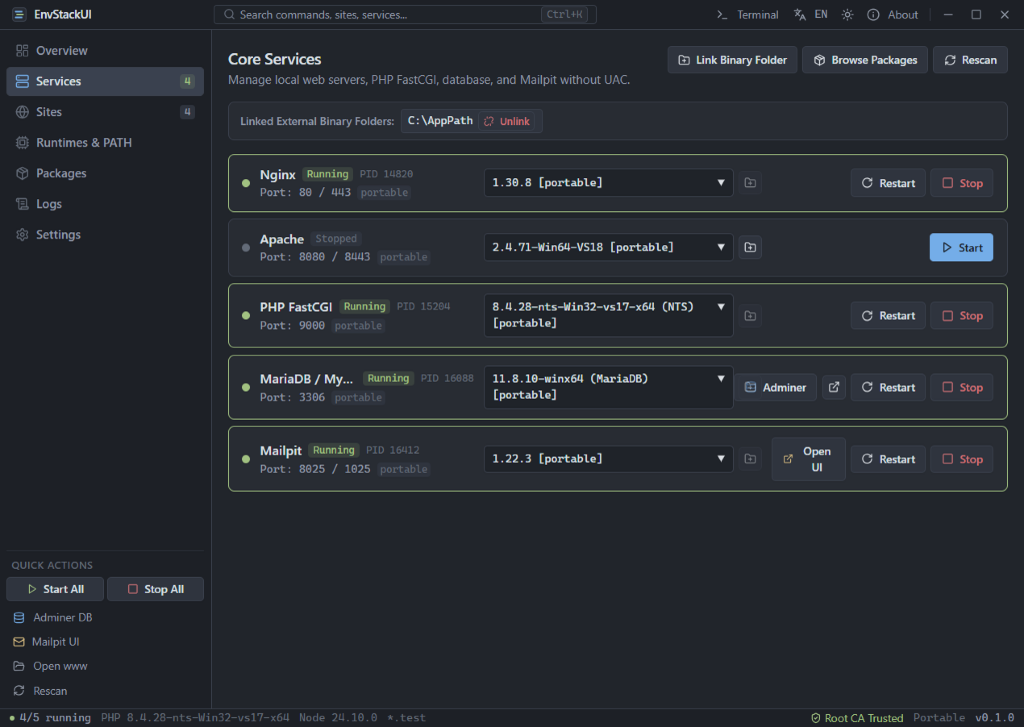 EnvStackUI
Search commands, sites, services... Ctrl+K
Terminal EN About
Overview
Services 4
Sites 4
Runtimes & PATH
Packages
Logs
Settings
QUICK ACTIONS
Start All Stop All
Adminer DB
Mailpit UI
Open www
Rescan
Core Services
Manage local web servers, PHP FastCGI, database, and Mailpit without UAC.
Link Binary Folder Browse Packages Rescan
Linked External Binary Folders: C:\AppPath Unlink
Nginx Running PID 14820
Port: 80 / 443 portable
1.30.8 [portable]
Restart Stop
Apache Stopped
Port: 8080 / 8443 portable
2.4.71-Win64-VS18 [portable]
Start
PHP FastCGI Running PID 15204
Port: 9000 portable
8.4.28-nts-Win32-vs17-x64 (NTS)
[portable]
Restart Stop
MariaDB / My... Running PID 16088
Port: 3306 portable
11.8.10-winx64 (MariaDB)
[portable]
Adminer Restart Stop
Mailpit Running PID 16412
Port: 8025 / 1025 portable
1.22.3 [portable]
Open
UI
Restart Stop
4/5 running PHP 8.4.28-nts-Win32-vs17-x64 Node 24.10.0 *.test
Root CA Trusted Portable v0.1.0